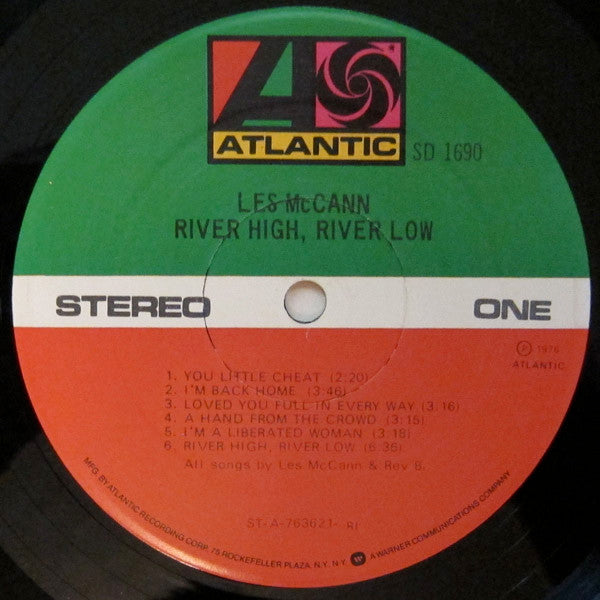 ATLANTIC
SD 1690
LES McCANN
RIVER HIGH, RIVER LOW
STEREO
ONE
Ⓟ 1976
ATLANTIC
1. YOU LITTLE CHEAT (2:20)
2. I'M BACK HOME (3:46)
3. LOVED YOU FULL IN EVERY WAY (3.16)
4. A HAND FROM THE CROWD (3:15)
5. I'M A LIBERATED WOMAN (3:18)
6. RIVER HIGH, RIVER LOW (6:35)
All songs by Les McCann & Rev B.
ST-A-763621- RI
MFG. BY ATLANTIC RECORDING CORP. 75 ROCKEFELLER PLAZA, N.Y. N.Y. A WARNER COMMUNICATIONS COMPANY